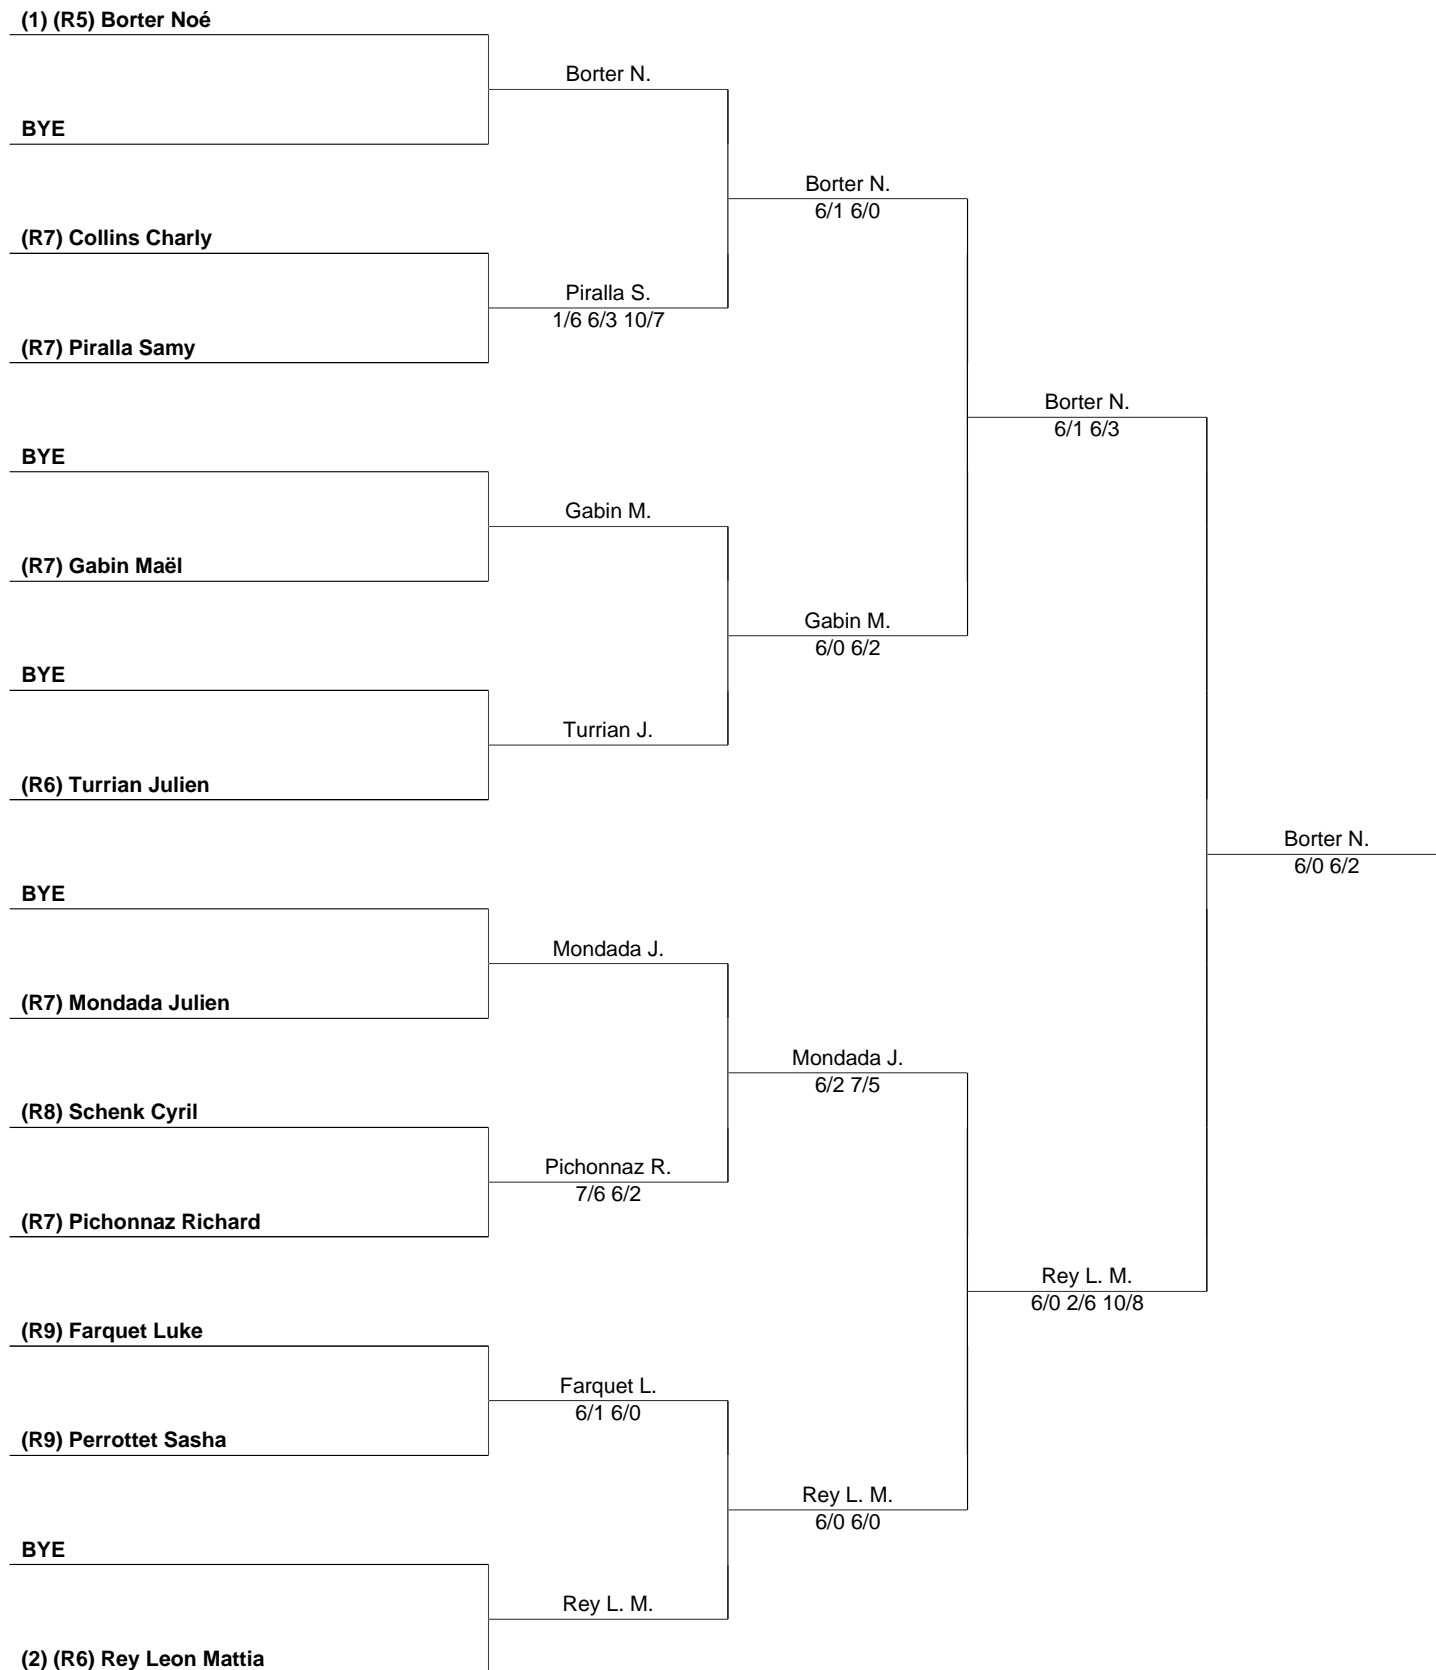 (1) (R5) Borter Noé
Borter N.
BYE
Borter N.
6/1 6/0
(R7) Collins Charly
Piralla S.
1/6 6/3 10/7
(R7) Piralla Samy
Borter N.
6/1 6/3
BYE
Gabin M.
(R7) Gabin Maël
Gabin M.
6/0 6/2
BYE
Turrian J.
(R6) Turrian Julien
Borter N.
6/0 6/2
BYE
Mondada J.
(R7) Mondada Julien
Mondada J.
6/2 7/5
(R8) Schenk Cyril
Pichonnaz R.
7/6 6/2
(R7) Pichonnaz Richard
Rey L. M.
6/0 2/6 10/8
(R9) Farquet Luke
Farquet L.
6/1 6/0
(R9) Perrottet Sasha
Rey L. M.
6/0 6/0
BYE
Rey L. M.
(2) (R6) Rey Leon Mattia